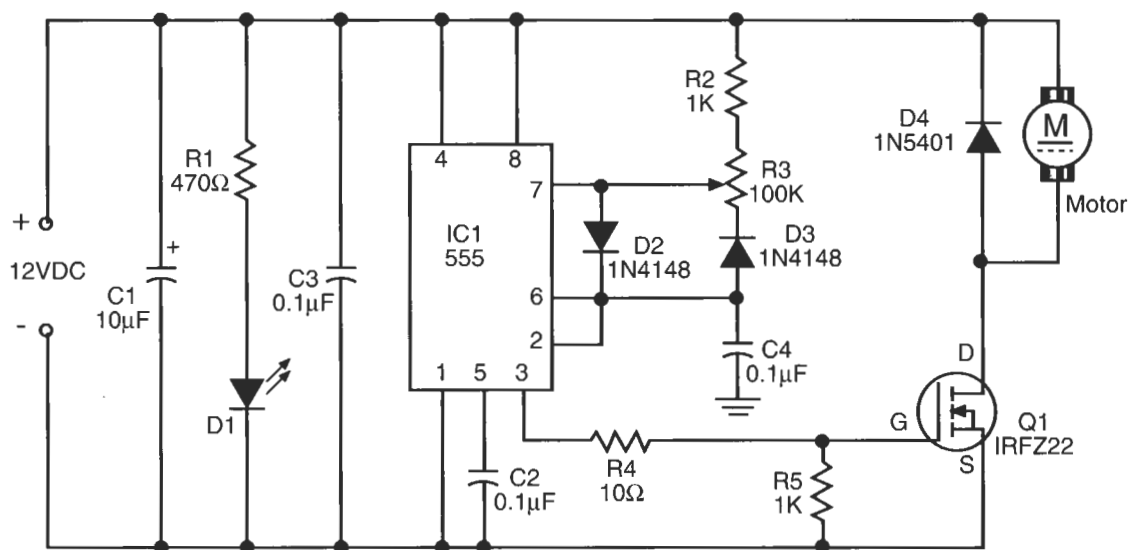 +
12VDC
-
+
C1
10µF
R1
470Ω
D1
C3
0.1µF
4
8
7
IC1
555
6
2
1
5
3
C2
0.1µF
D2
1N4148
R2
1K
R3
100K
D3
1N4148
C4
0.1µF
R4
10Ω
R5
1K
D4
1N5401
M
Motor
D
G
S
Q1
IRFZ22